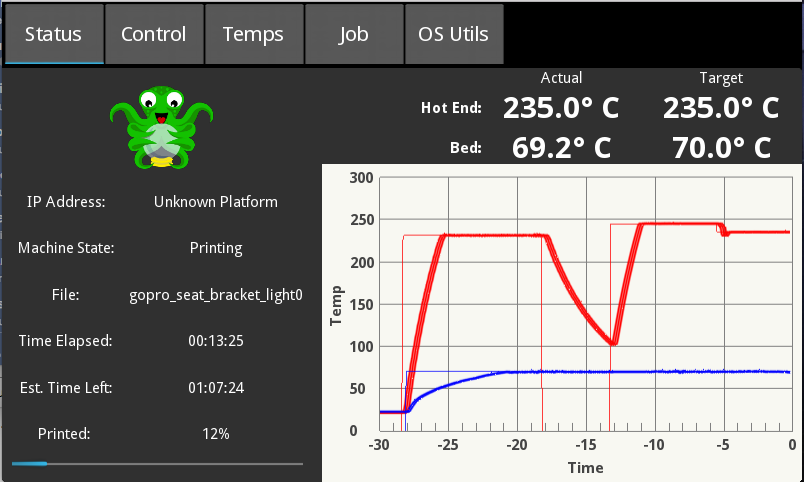 Status Control Temps Job OS Utils
Actual Target
Hot End: 235.0° C 235.0° C
Bed: 69.2° C 70.0° C
IP Address: Unknown Platform
Machine State: Printing
File: gopro_seat_bracket_light0
Time Elapsed: 00:13:25
Est. Time Left: 01:07:24
Printed: 12%
300
250
200
150
100
50
0
Temp
-30 -25 -20 -15 -10 -5 0
Time